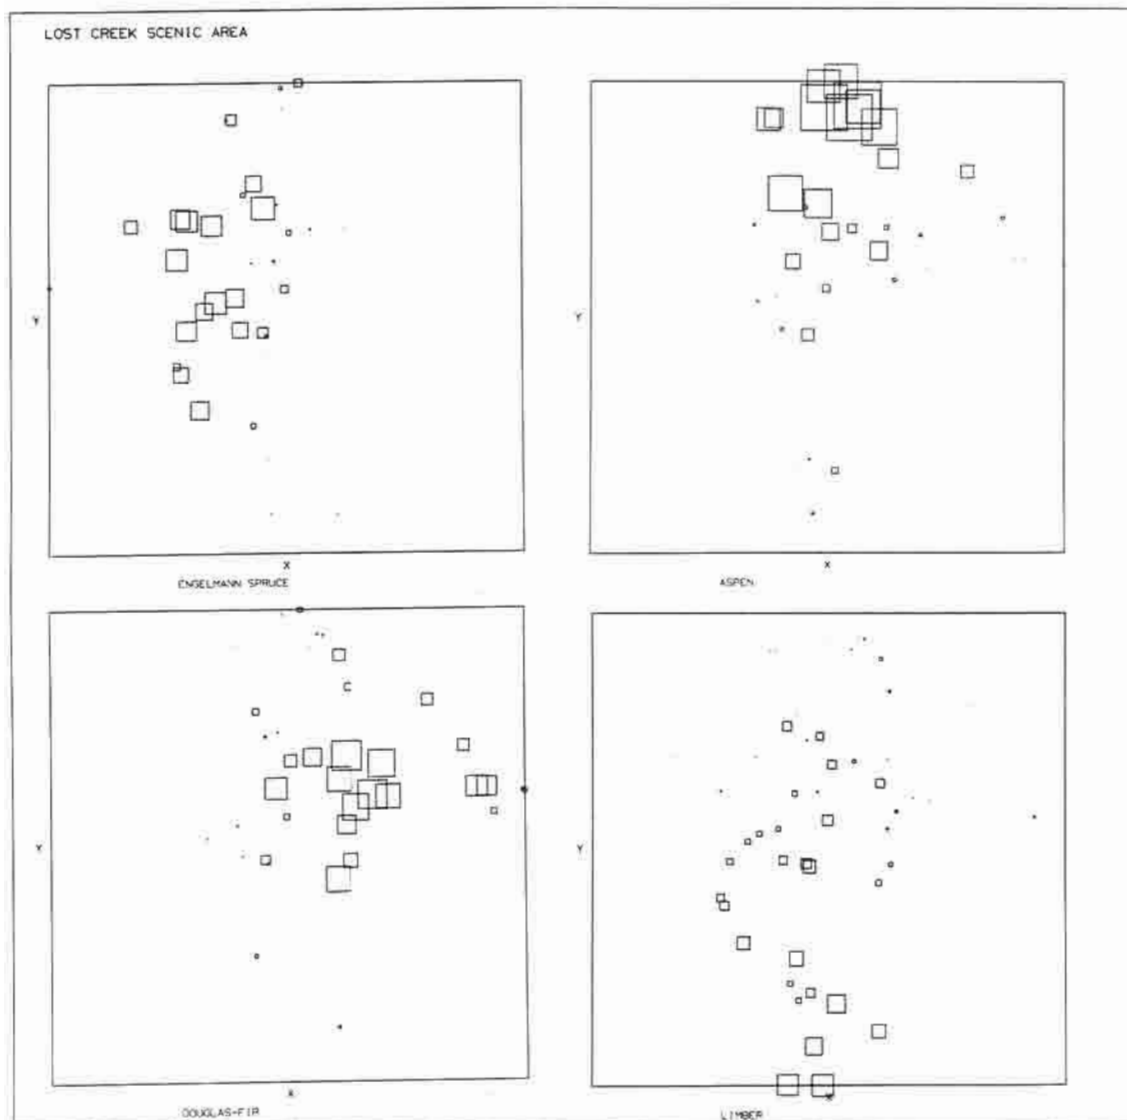 LOST CREEK SCENIC AREA
Y
X
ENGELMANN SPRUCE
Y
X
ASPEN
Y
X
DOUGLAS-FIR
Y
X
LIMBER